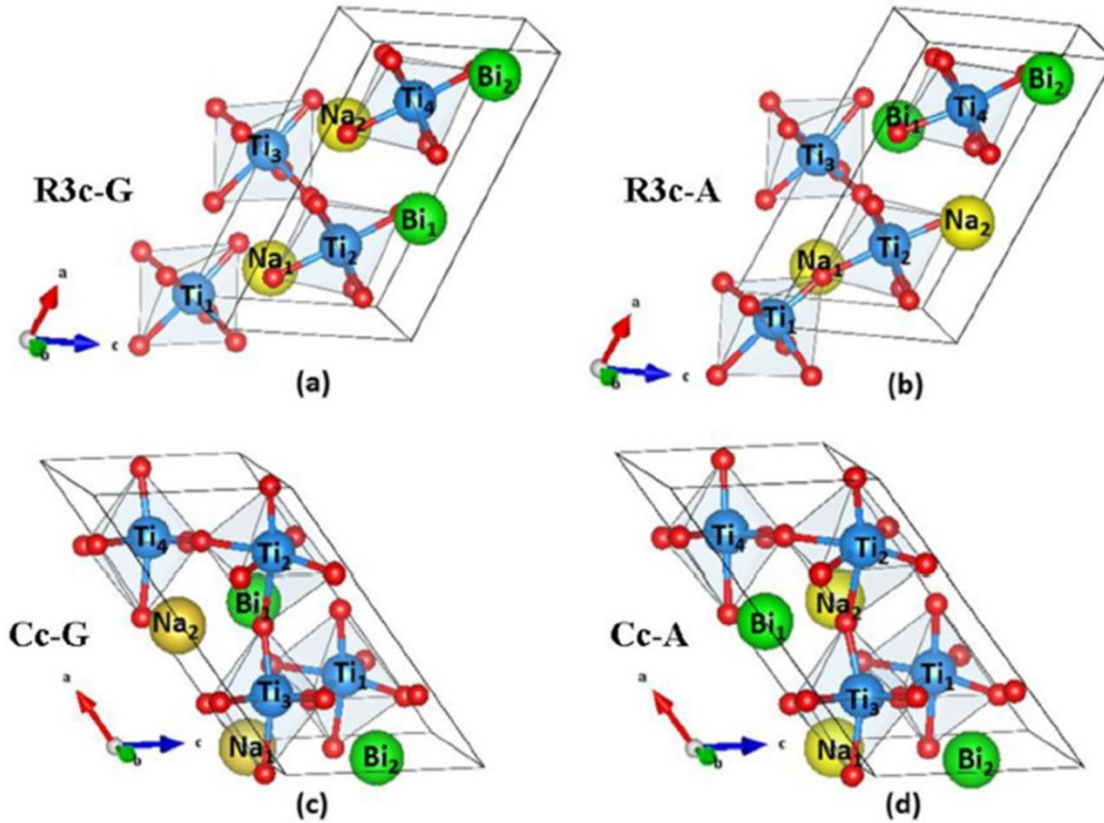 Bi2
Na2
Ti4
Ti3
R3c-G
Bi1
Ti2
Na1
Ti1
a
b
c
(a)
Bi2
Bi1
Ti4
Ti3
R3c-A
Na2
Ti2
Na1
Ti1
a
b
c
(b)
Ti4
Ti2
Bi1
Na2
Cc-G
Ti1
Ti3
Na1
Bi2
a
b
c
(c)
Ti4
Ti2
Na2
Bi1
Cc-A
Ti1
Ti3
Na1
Bi2
a
b
c
(d)